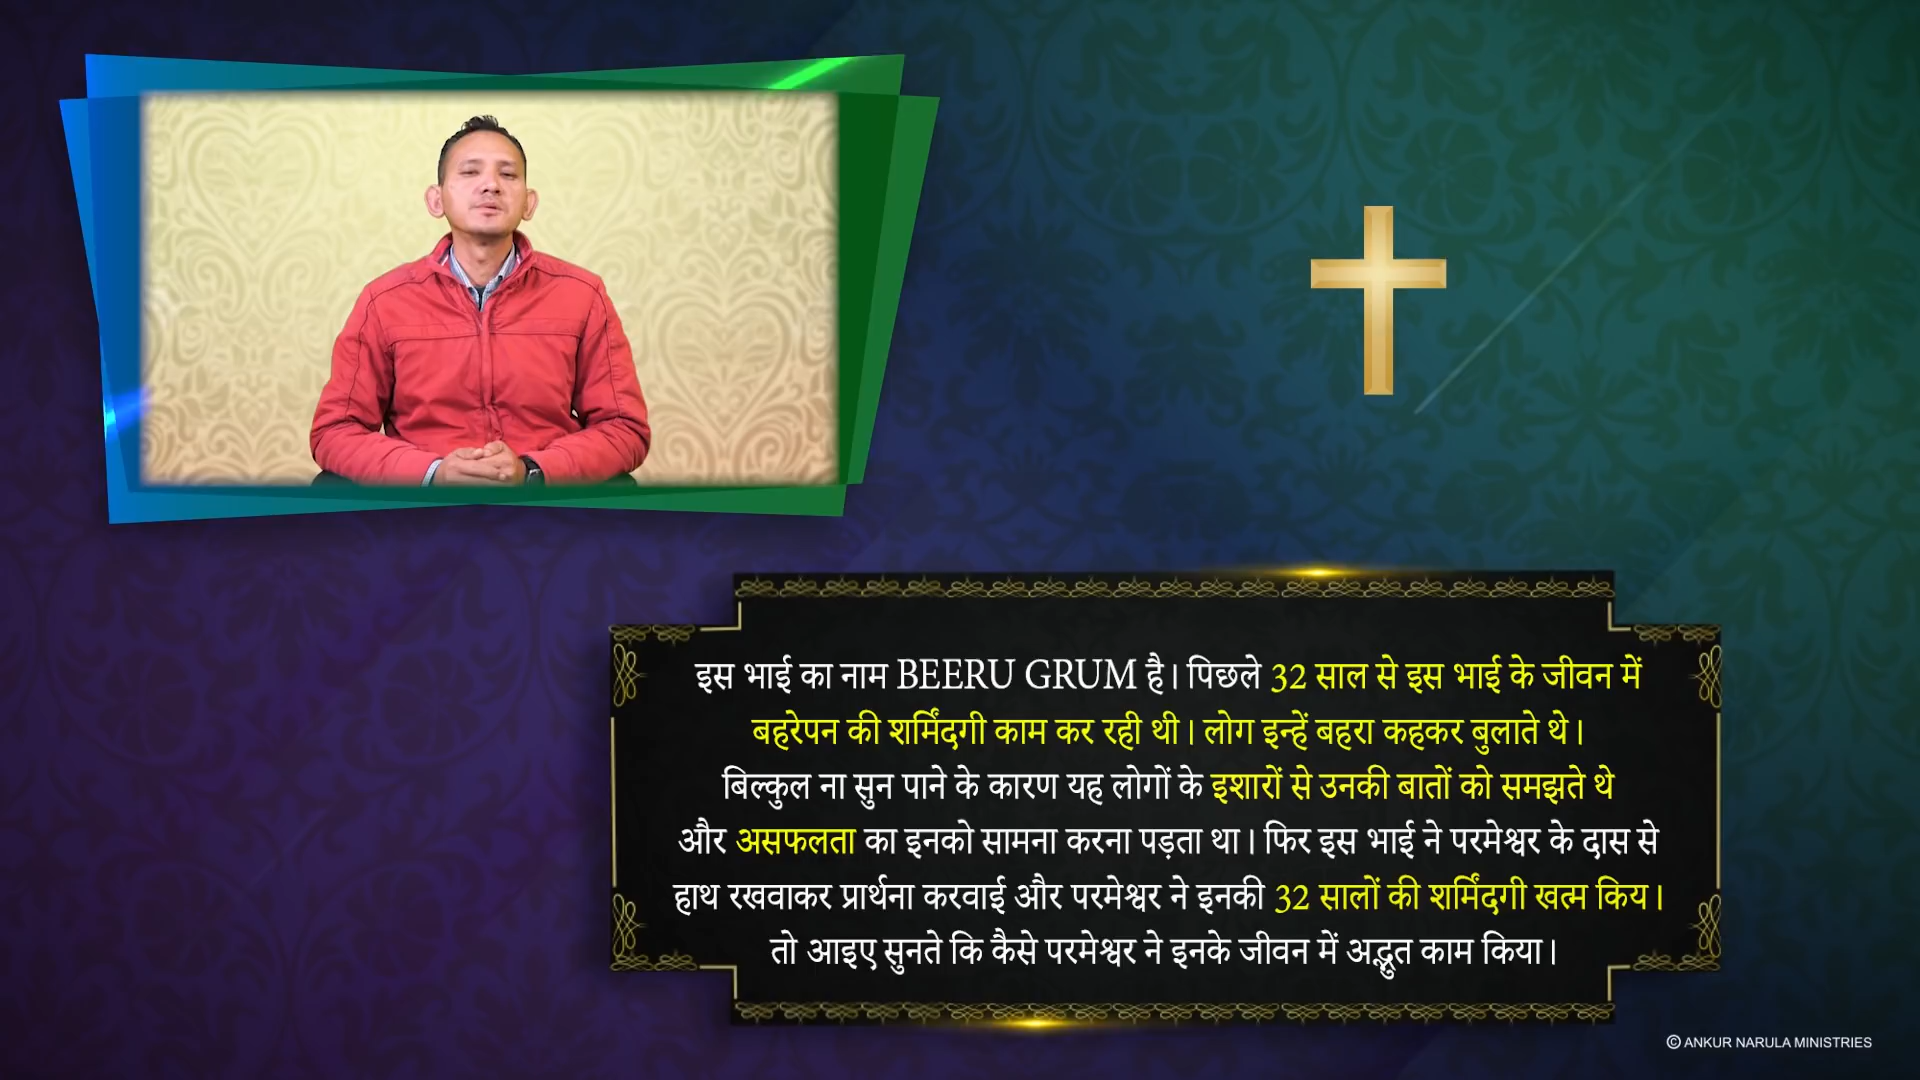 इस भाई का नाम BEERU GRUM है। पिछले 32 साल से इस भाई के जीवन में
बहरेपन की शर्मिंदगी काम कर रही थी। लोग इन्हें बहरा कहकर बुलाते थे।
बिल्कुल ना सुन पाने के कारण यह लोगों के इशारों से उनकी बातों को समझते थे
और असफलता का इनको सामना करना पड़ता था। फिर इस भाई ने परमेश्वर के दास से
हाथ रखवाकर प्रार्थना करवाई और परमेश्वर ने इनकी 32 सालों की शर्मिंदगी खत्म किय।
तो आइए सुनते कि कैसे परमेश्वर ने इनके जीवन में अद्भुत काम किया।
© ANKUR NARULA MINISTRIES